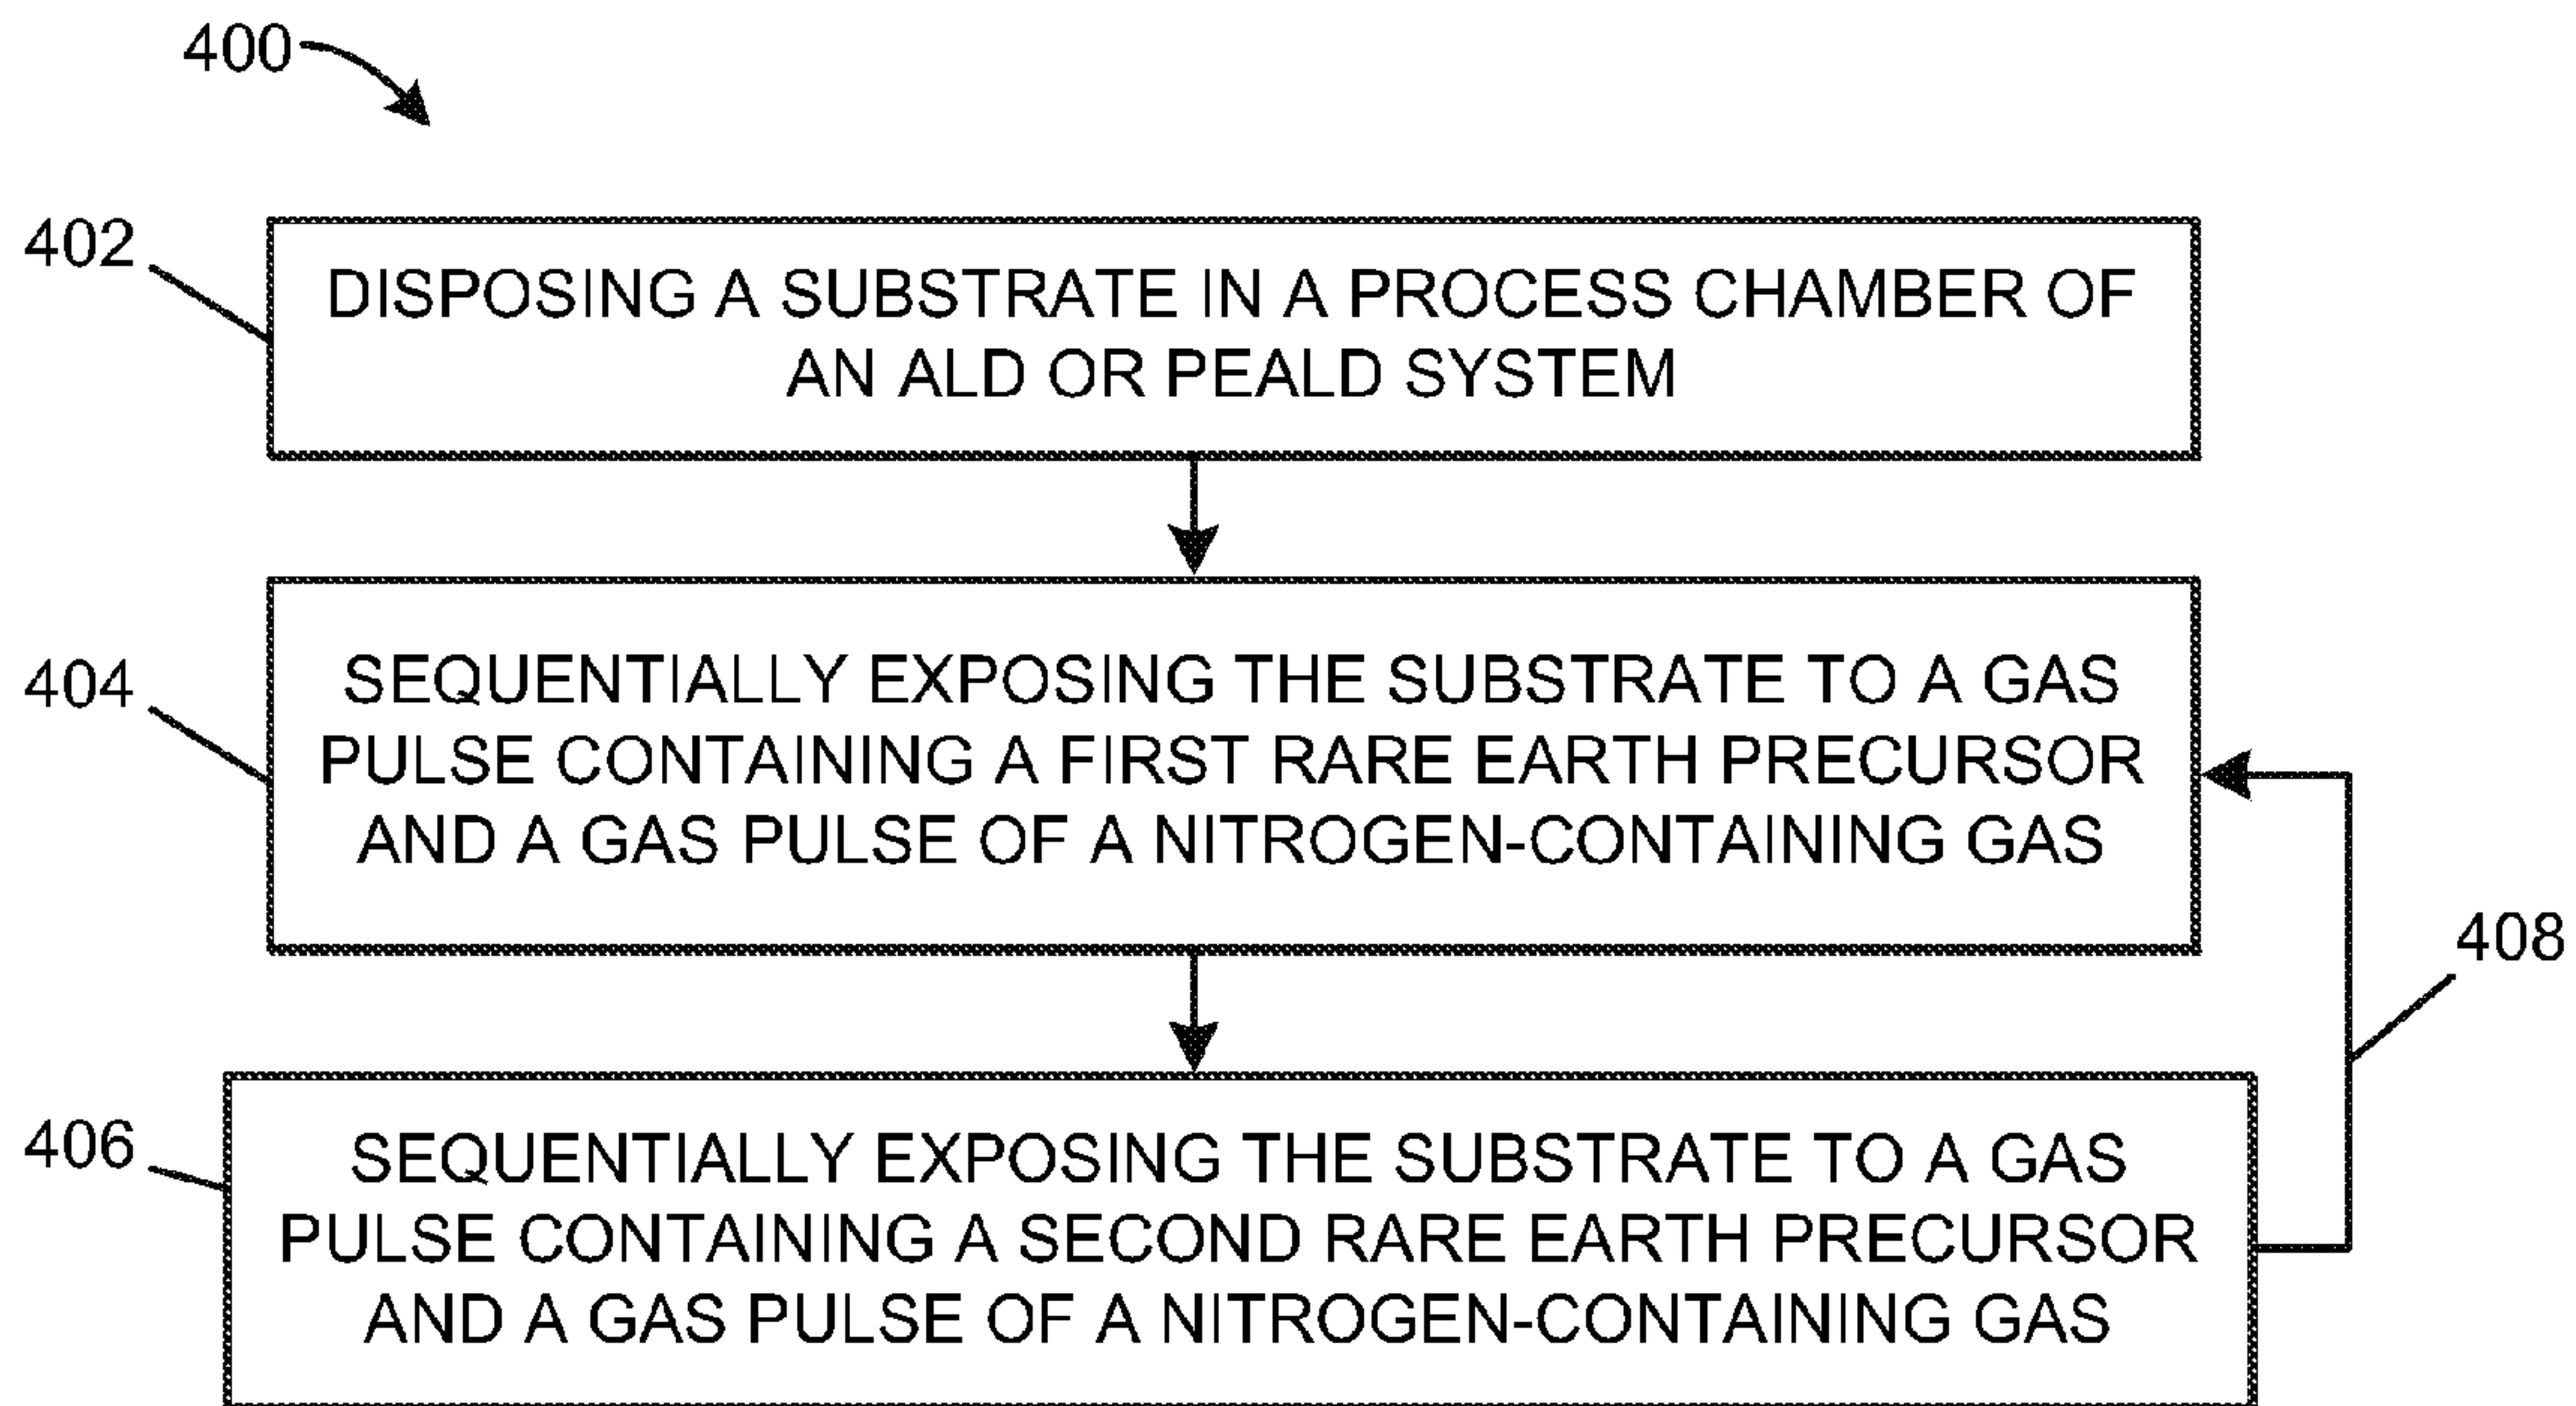 400
402
DISPOSING A SUBSTRATE IN A PROCESS CHAMBER OF
AN ALD OR PEALD SYSTEM
404
SEQUENTIALLY EXPOSING THE SUBSTRATE TO A GAS
PULSE CONTAINING A FIRST RARE EARTH PRECURSOR
AND A GAS PULSE OF A NITROGEN-CONTAINING GAS
408
406
SEQUENTIALLY EXPOSING THE SUBSTRATE TO A GAS
PULSE CONTAINING A SECOND RARE EARTH PRECURSOR
AND A GAS PULSE OF A NITROGEN-CONTAINING GAS